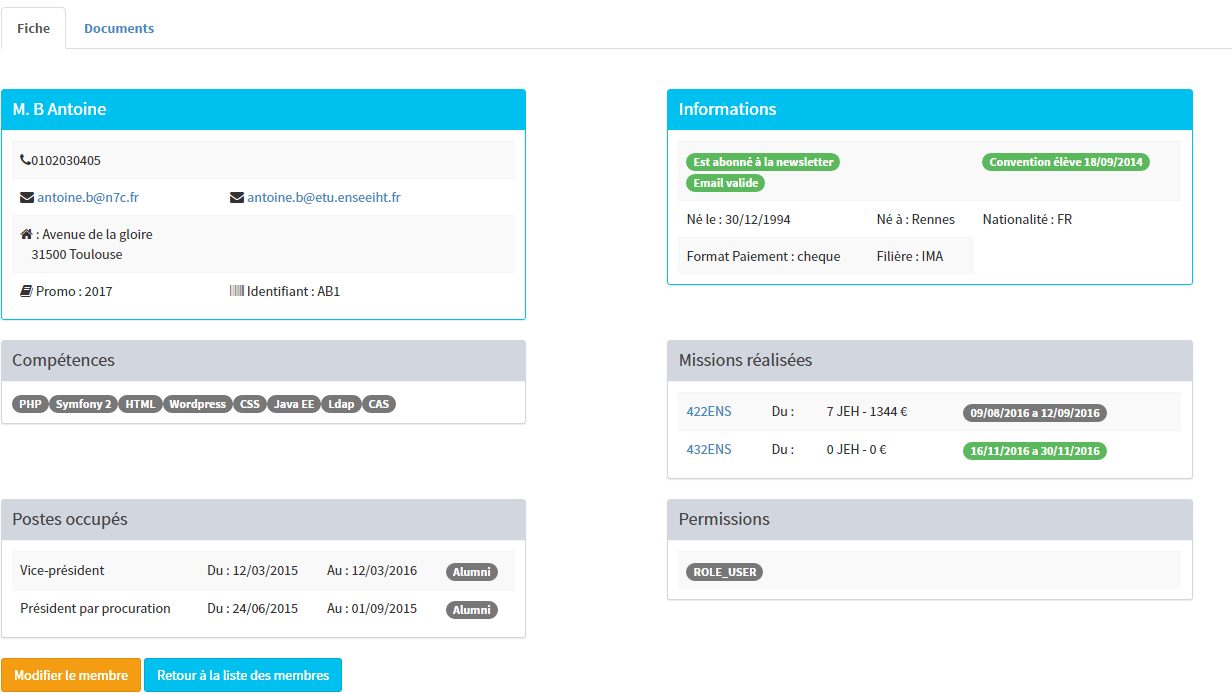 Fiche Documents
M. B Antoine
0102030405
antoine.b@n7c.fr antoine.b@etu.enseeiht.fr
: Avenue de la gloire
31500 Toulouse
Promo : 2017 Identifiant : AB1
Informations
Est abonné à la newsletter Convention élève 18/09/2014
Email valide
Né le : 30/12/1994 Né à : Rennes Nationalité : FR
Format Paiement : cheque Filière : IMA
Compétences
PHP Symfony 2 HTML Wordpress CSS Java EE Ldap CAS
Missions réalisées
422ENS Du : 7 JEH - 1344 € 09/08/2016 a 12/09/2016
432ENS Du : 0 JEH - 0 € 16/11/2016 a 30/11/2016
Postes occupés
Vice-président Du : 12/03/2015 Au : 12/03/2016 Alumni
Président par procuration Du : 24/06/2015 Au : 01/09/2015 Alumni
Permissions
ROLE_USER
Modifier le membre Retour à la liste des membres